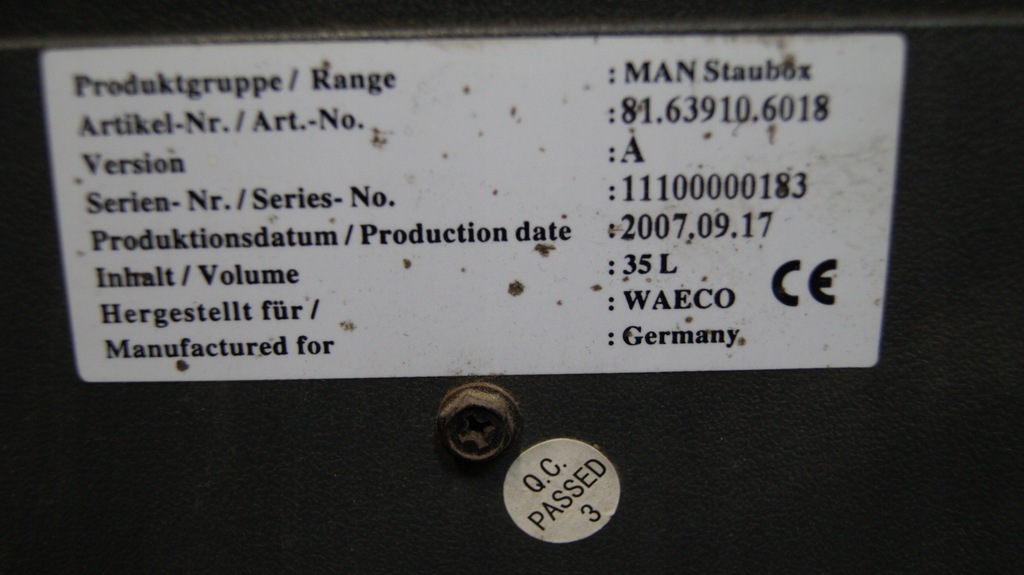 Produktgruppe / Range : MAN Staubox
Artikel-Nr. / Art.-No. : 81.63910.6018
Version : A
Serien- Nr. / Series- No. : 11100000183
Produktionsdatum / Production date : 2007.09.17
Inhalt / Volume : 35 L
Hergestellt für / : WAECO
Manufactured for : Germany
CE
Q.C.
PASSED
3